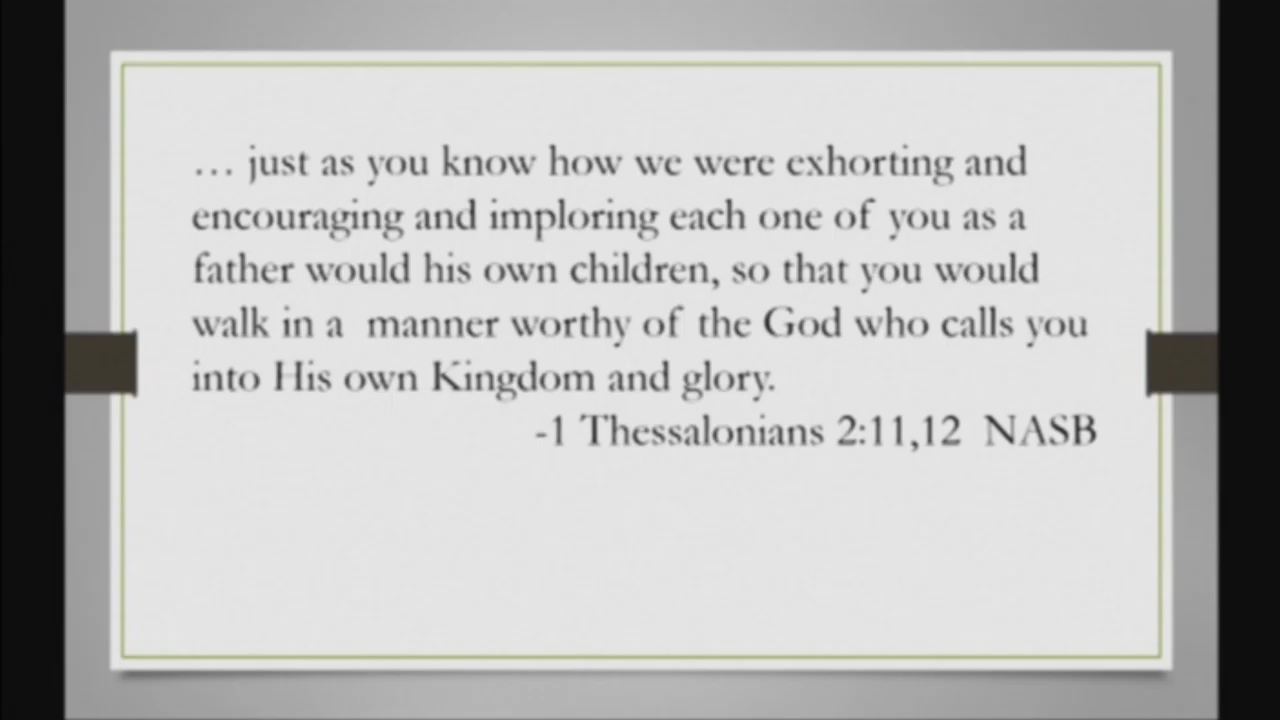 … just as you know how we were exhorting and
encouraging and imploring each one of you as a
father would his own children, so that you would
walk in a  manner worthy of the God who calls you
into His own Kingdom and glory.
-1 Thessalonians 2:11,12  NASB